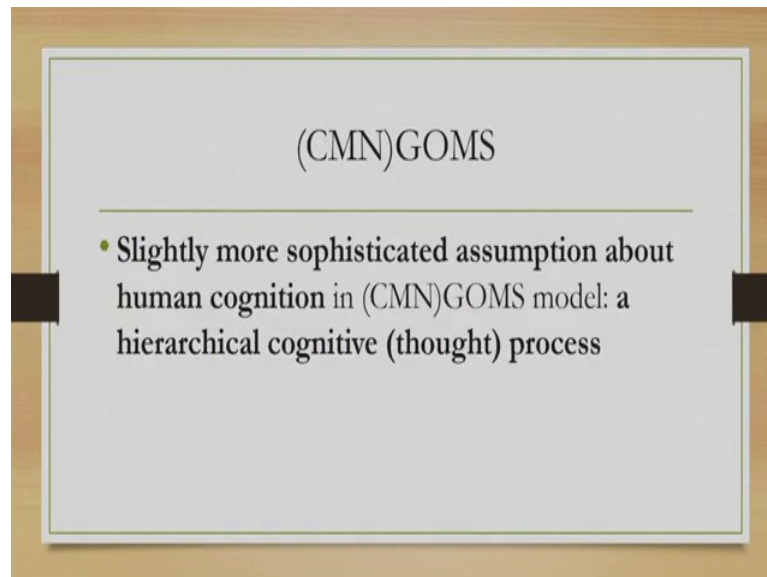 (CMN)GOMS
• Slightly more sophisticated assumption about
human cognition in (CMN)GOMS model: a
hierarchical cognitive (thought) process